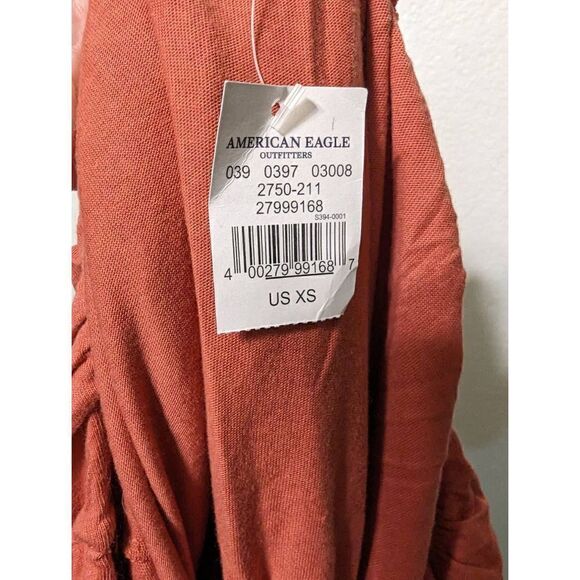 AMERICAN EAGLE
OUTFITTERS
039 0397 03008
2750-211
27999168
S394-0001
4 00279 99168 7
US XS